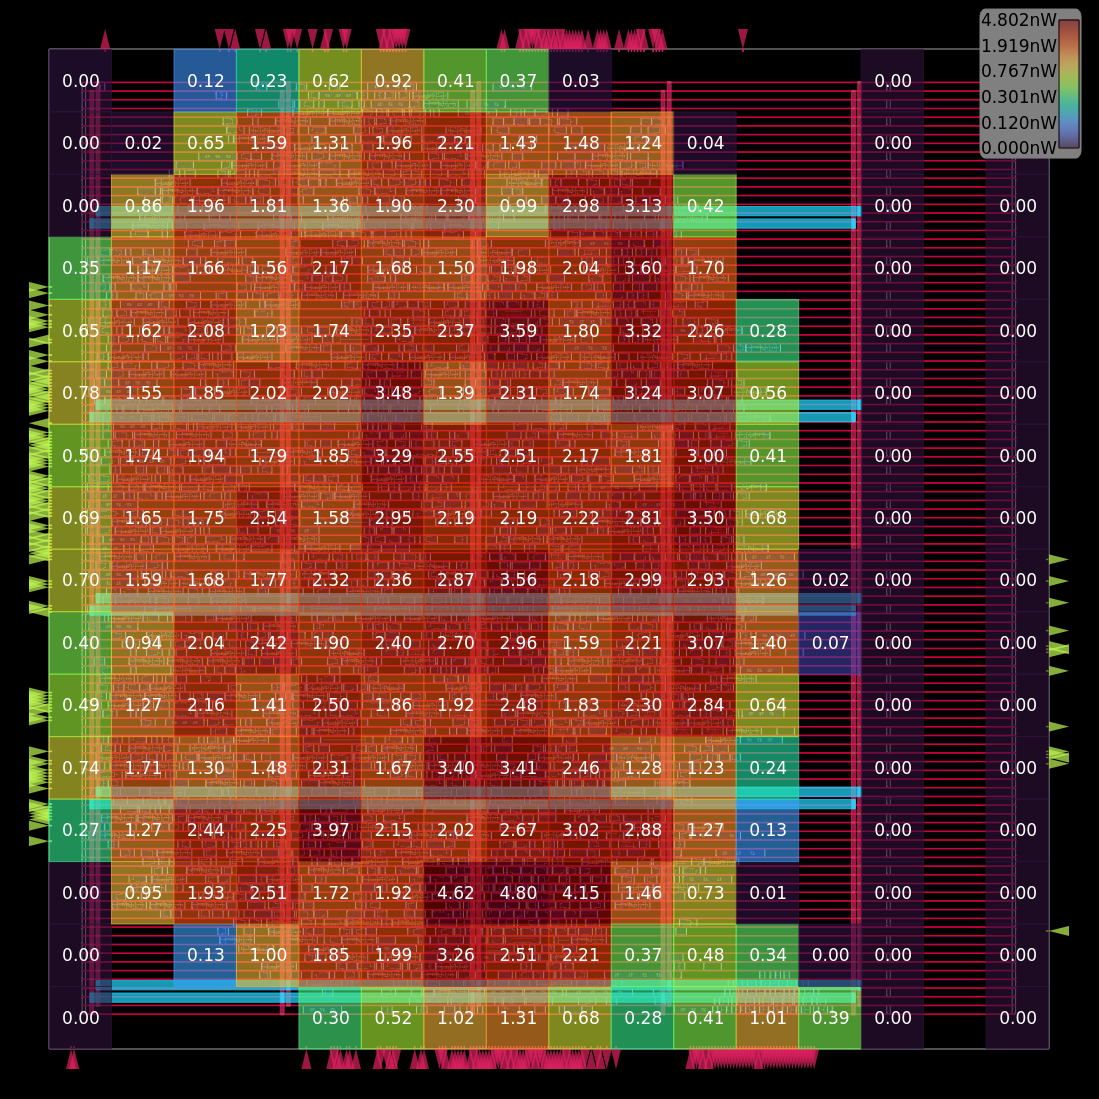 4.802nW
1.919nW
0.767nW
0.301nW
0.120nW
0.000nW
0.00 0.12 0.23 0.62 0.92 0.41 0.37 0.03 0.00
0.00 0.02 0.65 1.59 1.31 1.96 2.21 1.43 1.48 1.24 0.04 0.00
0.00 0.86 1.96 1.81 1.36 1.90 2.30 0.99 2.98 3.13 0.42 0.00 0.00
0.35 1.17 1.66 1.56 2.17 1.68 1.50 1.98 2.04 3.60 1.70 0.00 0.00
0.65 1.62 2.08 1.23 1.74 2.35 2.37 3.59 1.80 3.32 2.26 0.28 0.00 0.00
0.78 1.55 1.85 2.02 2.02 3.48 1.39 2.31 1.74 3.24 3.07 0.56 0.00 0.00
0.50 1.74 1.94 1.79 1.85 3.29 2.55 2.51 2.17 1.81 3.00 0.41 0.00 0.00
0.69 1.65 1.75 2.54 1.58 2.95 2.19 2.19 2.22 2.81 3.50 0.68 0.00 0.00
0.70 1.59 1.68 1.77 2.32 2.36 2.87 3.56 2.18 2.99 2.93 1.26 0.02 0.00 0.00
0.40 0.94 2.04 2.42 1.90 2.40 2.70 2.96 1.59 2.21 3.07 1.40 0.07 0.00 0.00
0.49 1.27 2.16 1.41 2.50 1.86 1.92 2.48 1.83 2.30 2.84 0.64 0.00 0.00
0.74 1.71 1.30 1.48 2.31 1.67 3.40 3.41 2.46 1.28 1.23 0.24 0.00 0.00
0.27 1.27 2.44 2.25 3.97 2.15 2.02 2.67 3.02 2.88 1.27 0.13 0.00 0.00
0.00 0.95 1.93 2.51 1.72 1.92 4.62 4.80 4.15 1.46 0.73 0.01 0.00 0.00
0.00 0.13 1.00 1.85 1.99 3.26 2.51 2.21 0.37 0.48 0.34 0.00 0.00 0.00
0.00 0.30 0.52 1.02 1.31 0.68 0.28 0.41 1.01 0.39 0.00 0.00